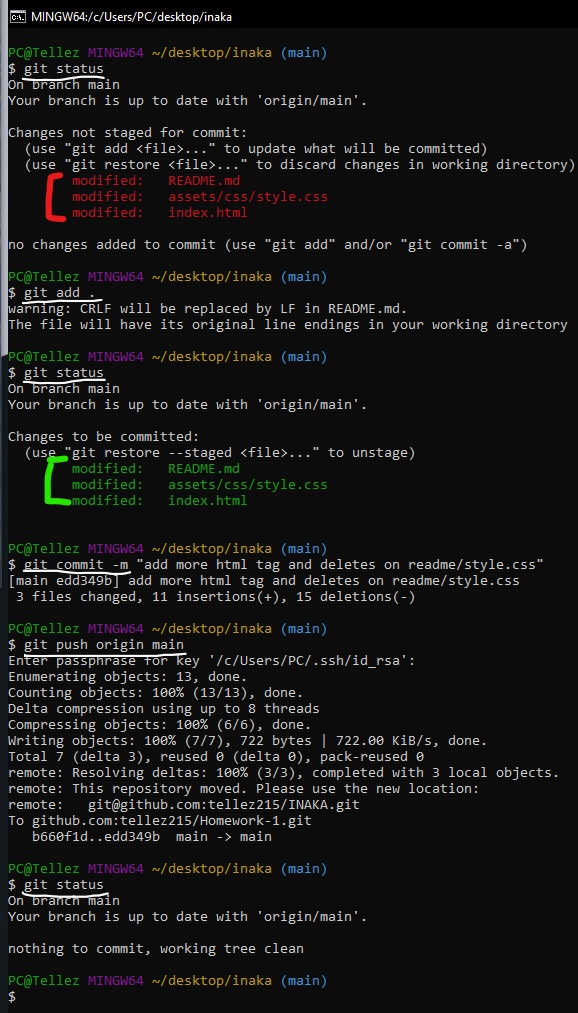 MINGW64:/c/Users/PC/desktop/inaka
PC@Tellez MINGW64 ~/desktop/inaka (main)
$ git status
On branch main
Your branch is up to date with 'origin/main'.
Changes not staged for commit:
  (use "git add <file>..." to update what will be committed)
  (use "git restore <file>..." to discard changes in working directory)
        modified:   README.md
        modified:   assets/css/style.css
        modified:   index.html
no changes added to commit (use "git add" and/or "git commit -a")
PC@Tellez MINGW64 ~/desktop/inaka (main)
$ git add .
warning: CRLF will be replaced by LF in README.md.
The file will have its original line endings in your working directory
PC@Tellez MINGW64 ~/desktop/inaka (main)
$ git status
On branch main
Your branch is up to date with 'origin/main'.
Changes to be committed:
  (use "git restore --staged <file>..." to unstage)
        modified:   README.md
        modified:   assets/css/style.css
        modified:   index.html
PC@Tellez MINGW64 ~/desktop/inaka (main)
$ git commit -m "add more html tag and deletes on readme/style.css"
[main edd349b] add more html tag and deletes on readme/style.css
 3 files changed, 11 insertions(+), 15 deletions(-)
PC@Tellez MINGW64 ~/desktop/inaka (main)
$ git push origin main
Enter passphrase for key '/c/Users/PC/.ssh/id_rsa':
Enumerating objects: 13, done.
Counting objects: 100% (13/13), done.
Delta compression using up to 8 threads
Compressing objects: 100% (6/6), done.
Writing objects: 100% (7/7), 722 bytes | 722.00 KiB/s, done.
Total 7 (delta 3), reused 0 (delta 0), pack-reused 0
remote: Resolving deltas: 100% (3/3), completed with 3 local objects.
remote: This repository moved. Please use the new location:
remote:   git@github.com:tellez215/INAKA.git
To github.com:tellez215/Homework-1.git
   b660f1d..edd349b  main -> main
PC@Tellez MINGW64 ~/desktop/inaka (main)
$ git status
On branch main
Your branch is up to date with 'origin/main'.
nothing to commit, working tree clean
PC@Tellez MINGW64 ~/desktop/inaka (main)
$